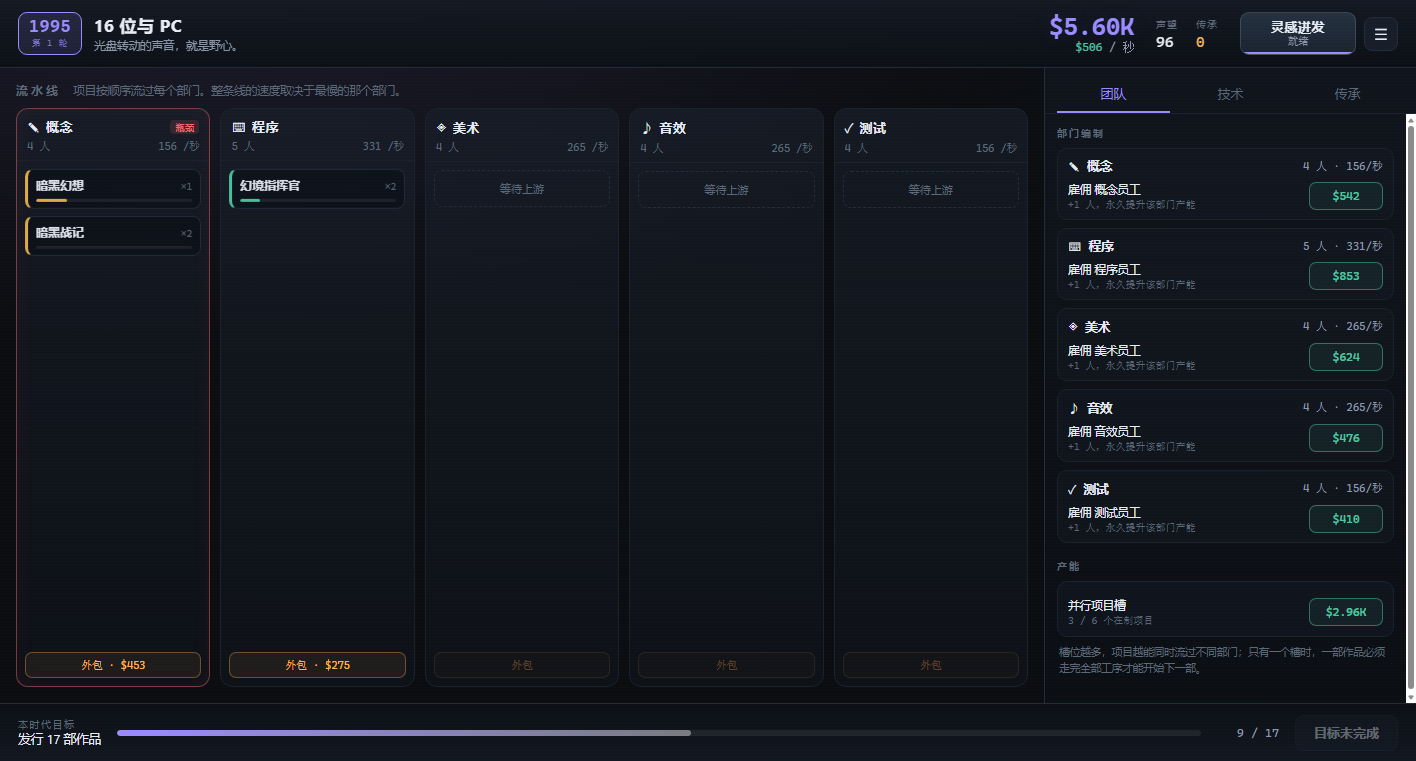 1995
第 1 轮
16 位与 PC
光盘转动的声音，就是野心。
$5.60K
$506 / 秒
声望
96
传承
0
灵感迸发
就绪
☰
流水线 项目按顺序流过每个部门。整条线的速度取决于最慢的那个部门。
概念 瓶颈
4 人 156 /秒
暗黑幻想 ×1
暗黑战记 ×2
外包 · $453
程序
5 人 331 /秒
幻境指挥官 ×2
外包 · $275
美术
4 人 265 /秒
等待上游
外包
音效
4 人 265 /秒
等待上游
外包
测试
4 人 156 /秒
等待上游
外包
团队 技术 传承
部门编制
概念 4 人 · 156/秒
雇佣 概念员工
+1 人，永久提升该部门产能
$542
程序 5 人 · 331/秒
雇佣 程序员工
+1 人，永久提升该部门产能
$853
美术 4 人 · 265/秒
雇佣 美术员工
+1 人，永久提升该部门产能
$624
音效 4 人 · 265/秒
雇佣 音效员工
+1 人，永久提升该部门产能
$476
测试 4 人 · 156/秒
雇佣 测试员工
+1 人，永久提升该部门产能
$410
产能
并行项目槽
3 / 6 个在制项目
$2.96K
槽位越多，项目越能同时流过不同部门；只有一个槽时，一部作品必须
走完全部工序才能开始下一部。
本时代目标
发行 17 部作品
9 / 17
目标未完成